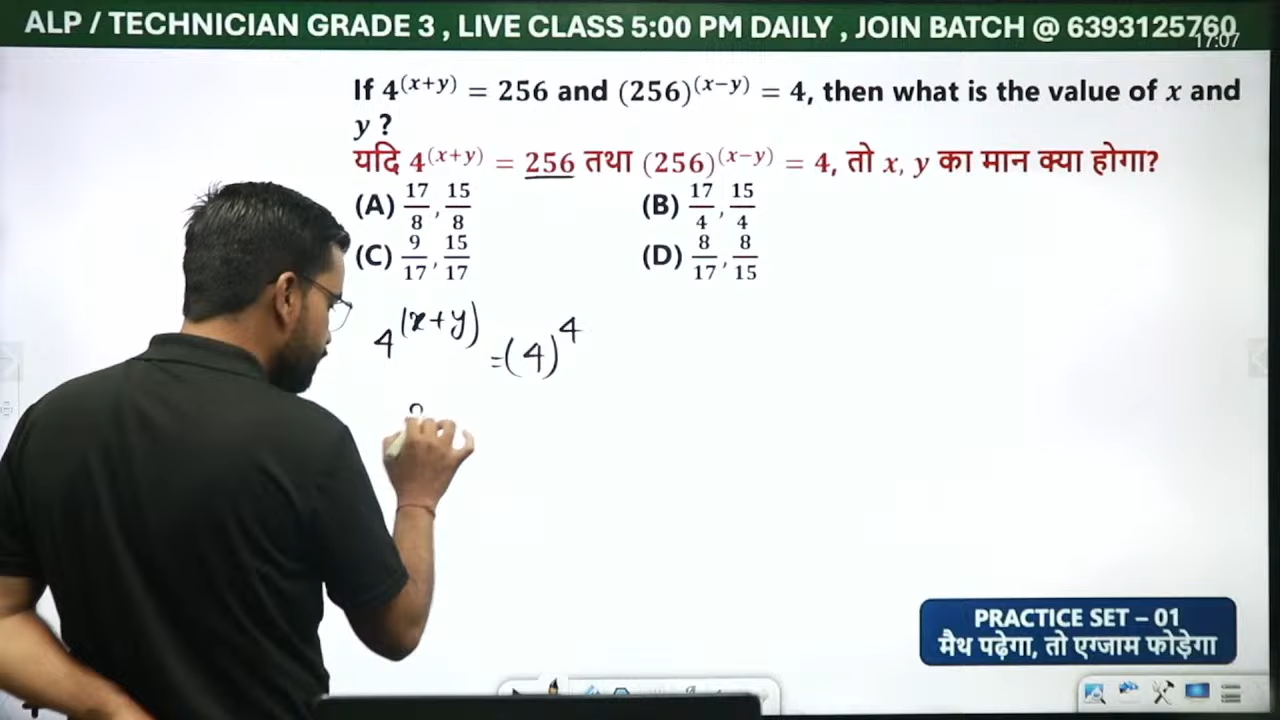 ALP / TECHNICIAN GRADE 3 , LIVE CLASS 5:00 PM DAILY , JOIN BATCH @ 6393125760
17:07
If 4^(x+y) = 256 and (256)^(x−y) = 4, then what is the value of x and
y ?
यदि 4^(x+y) = 256 तथा (256)^(x−y) = 4, तो x, y का मान क्या होगा?
(A) 17/8, 15/8 (B) 17/4, 15/4
(C) 9/17, 15/17 (D) 8/17, 8/15
4^(x+y) = (4)^4
PRACTICE SET – 01
मैथ पढ़ेगा, तो एग्जाम फोड़ेगा